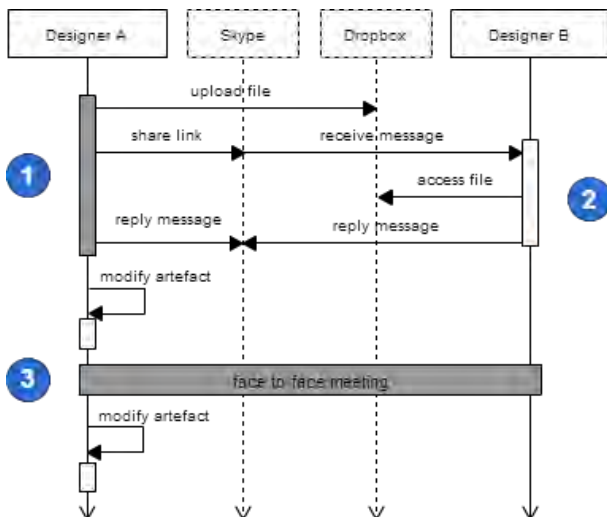 Designer A
Skype
Dropbox
Designer B
upload file
share link
receive message
1
access file
2
reply message
reply message
modify artefact
3
face to face meeting
modify artefact